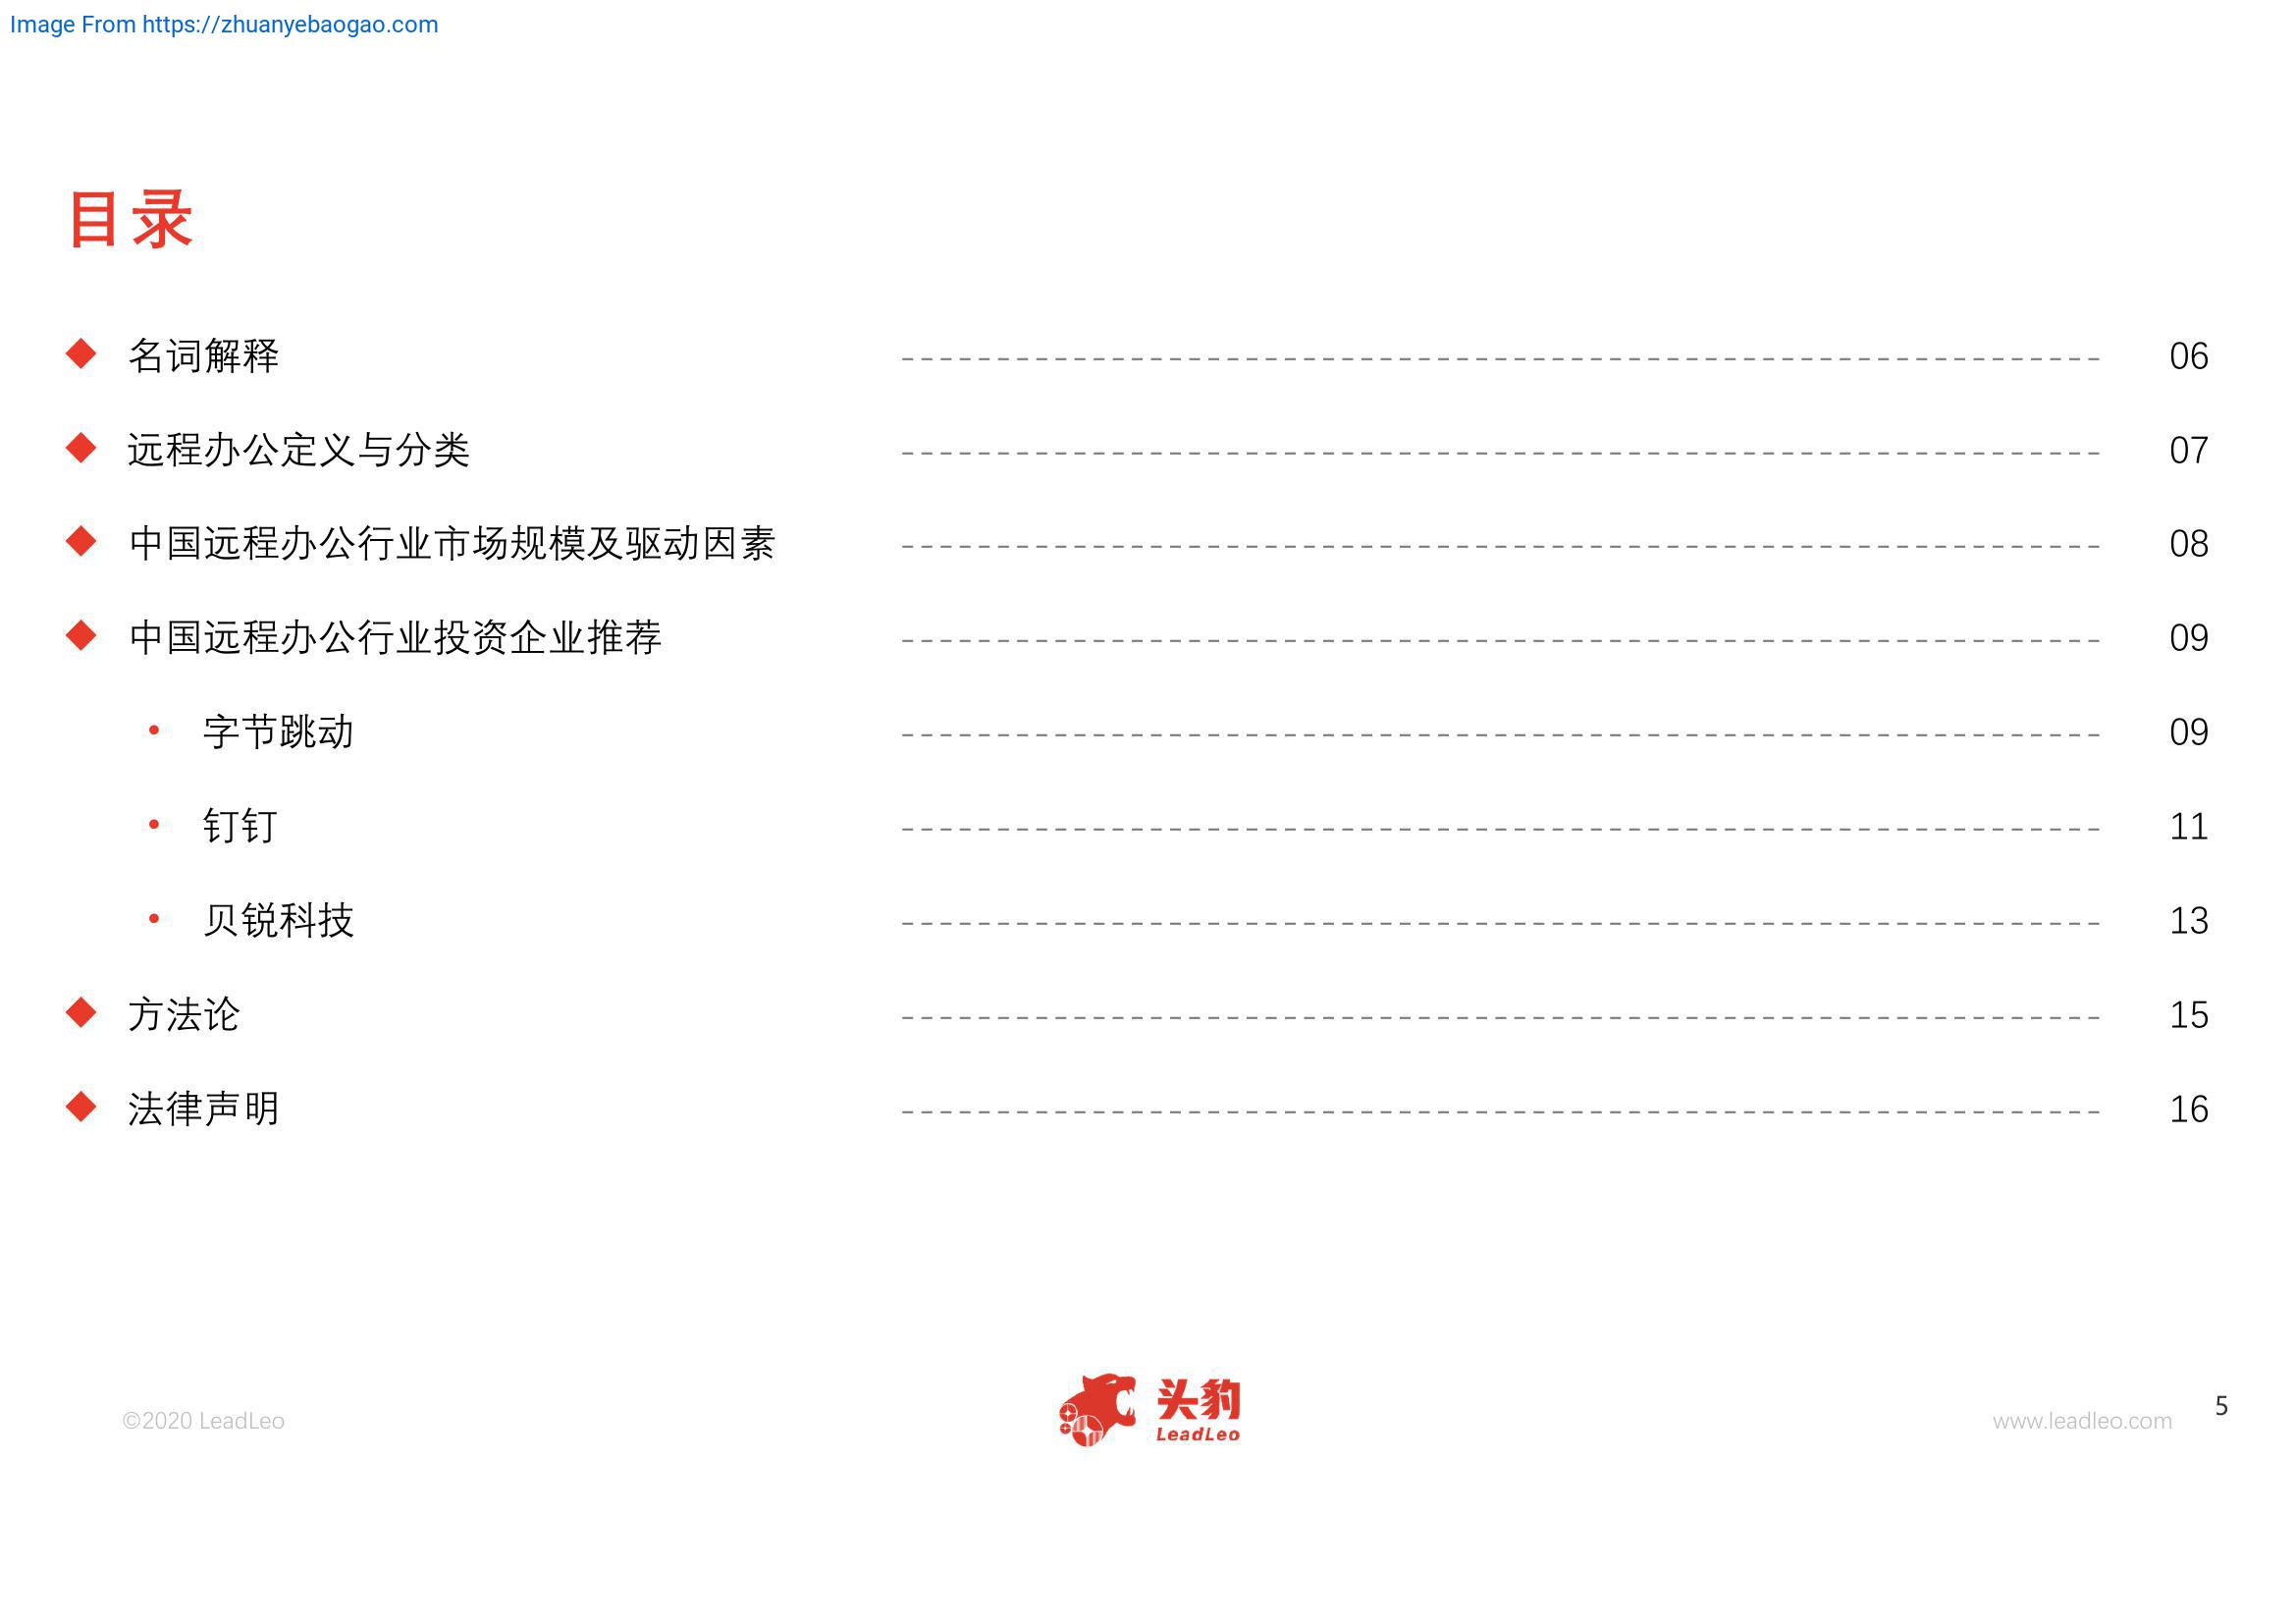 Image From https://zhuanyebaogao.com
目录
名词解释 06
远程办公定义与分类 07
中国远程办公行业市场规模及驱动因素 08
中国远程办公行业投资企业推荐 09
字节跳动 09
钉钉 11
贝锐科技 13
方法论 15
法律声明 16
©2020 LeadLeo
头豹
LeadLeo
www.leadleo.com
5